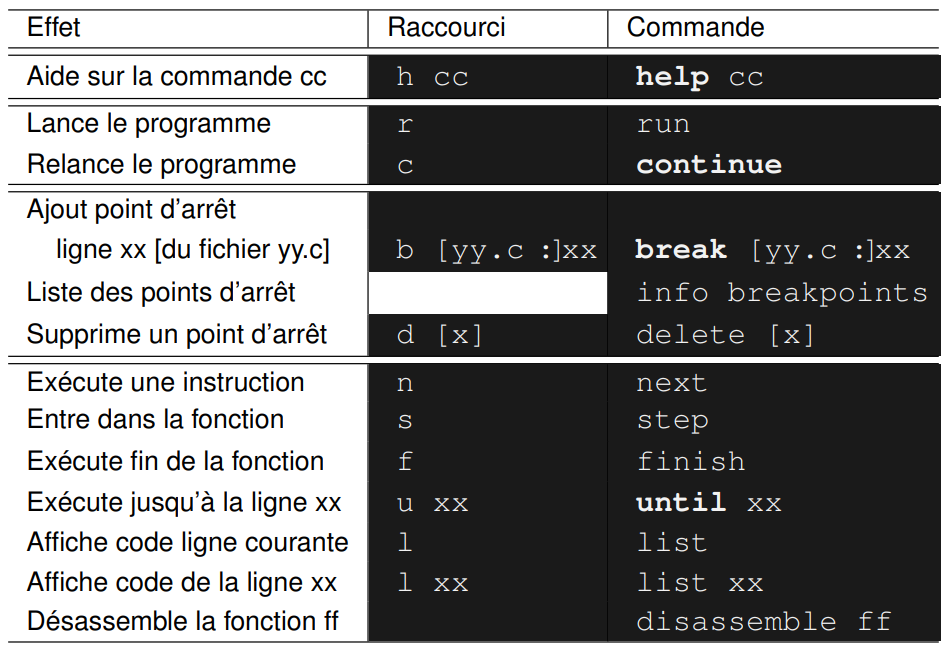 Effet Raccourci Commande
Aide sur la commande cc h cc help cc
Lance le programme r run
Relance le programme c continue
Ajout point d'arrêt
ligne xx [du fichier yy.c] b [yy.c :]xx break [yy.c :]xx
Liste des points d'arrêt info breakpoints
Supprime un point d'arrêt d [x] delete [x]
Exécute une instruction n next
Entre dans la fonction s step
Exécute fin de la fonction f finish
Exécute jusqu'à la ligne xx u xx until xx
Affiche code ligne courante l list
Affiche code de la ligne xx l xx list xx
Désassemble la fonction ff disassemble ff